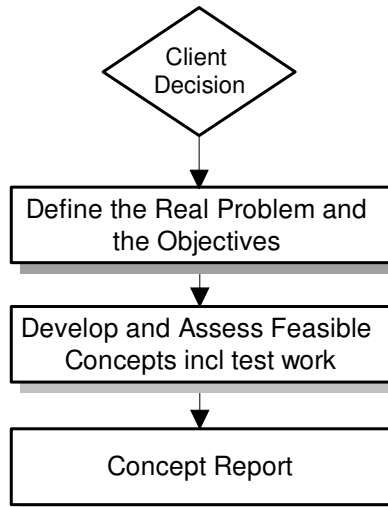 Client
Decision
Define the Real Problem and
the Objectives
Develop and Assess Feasible
Concepts incl test work
Concept Report